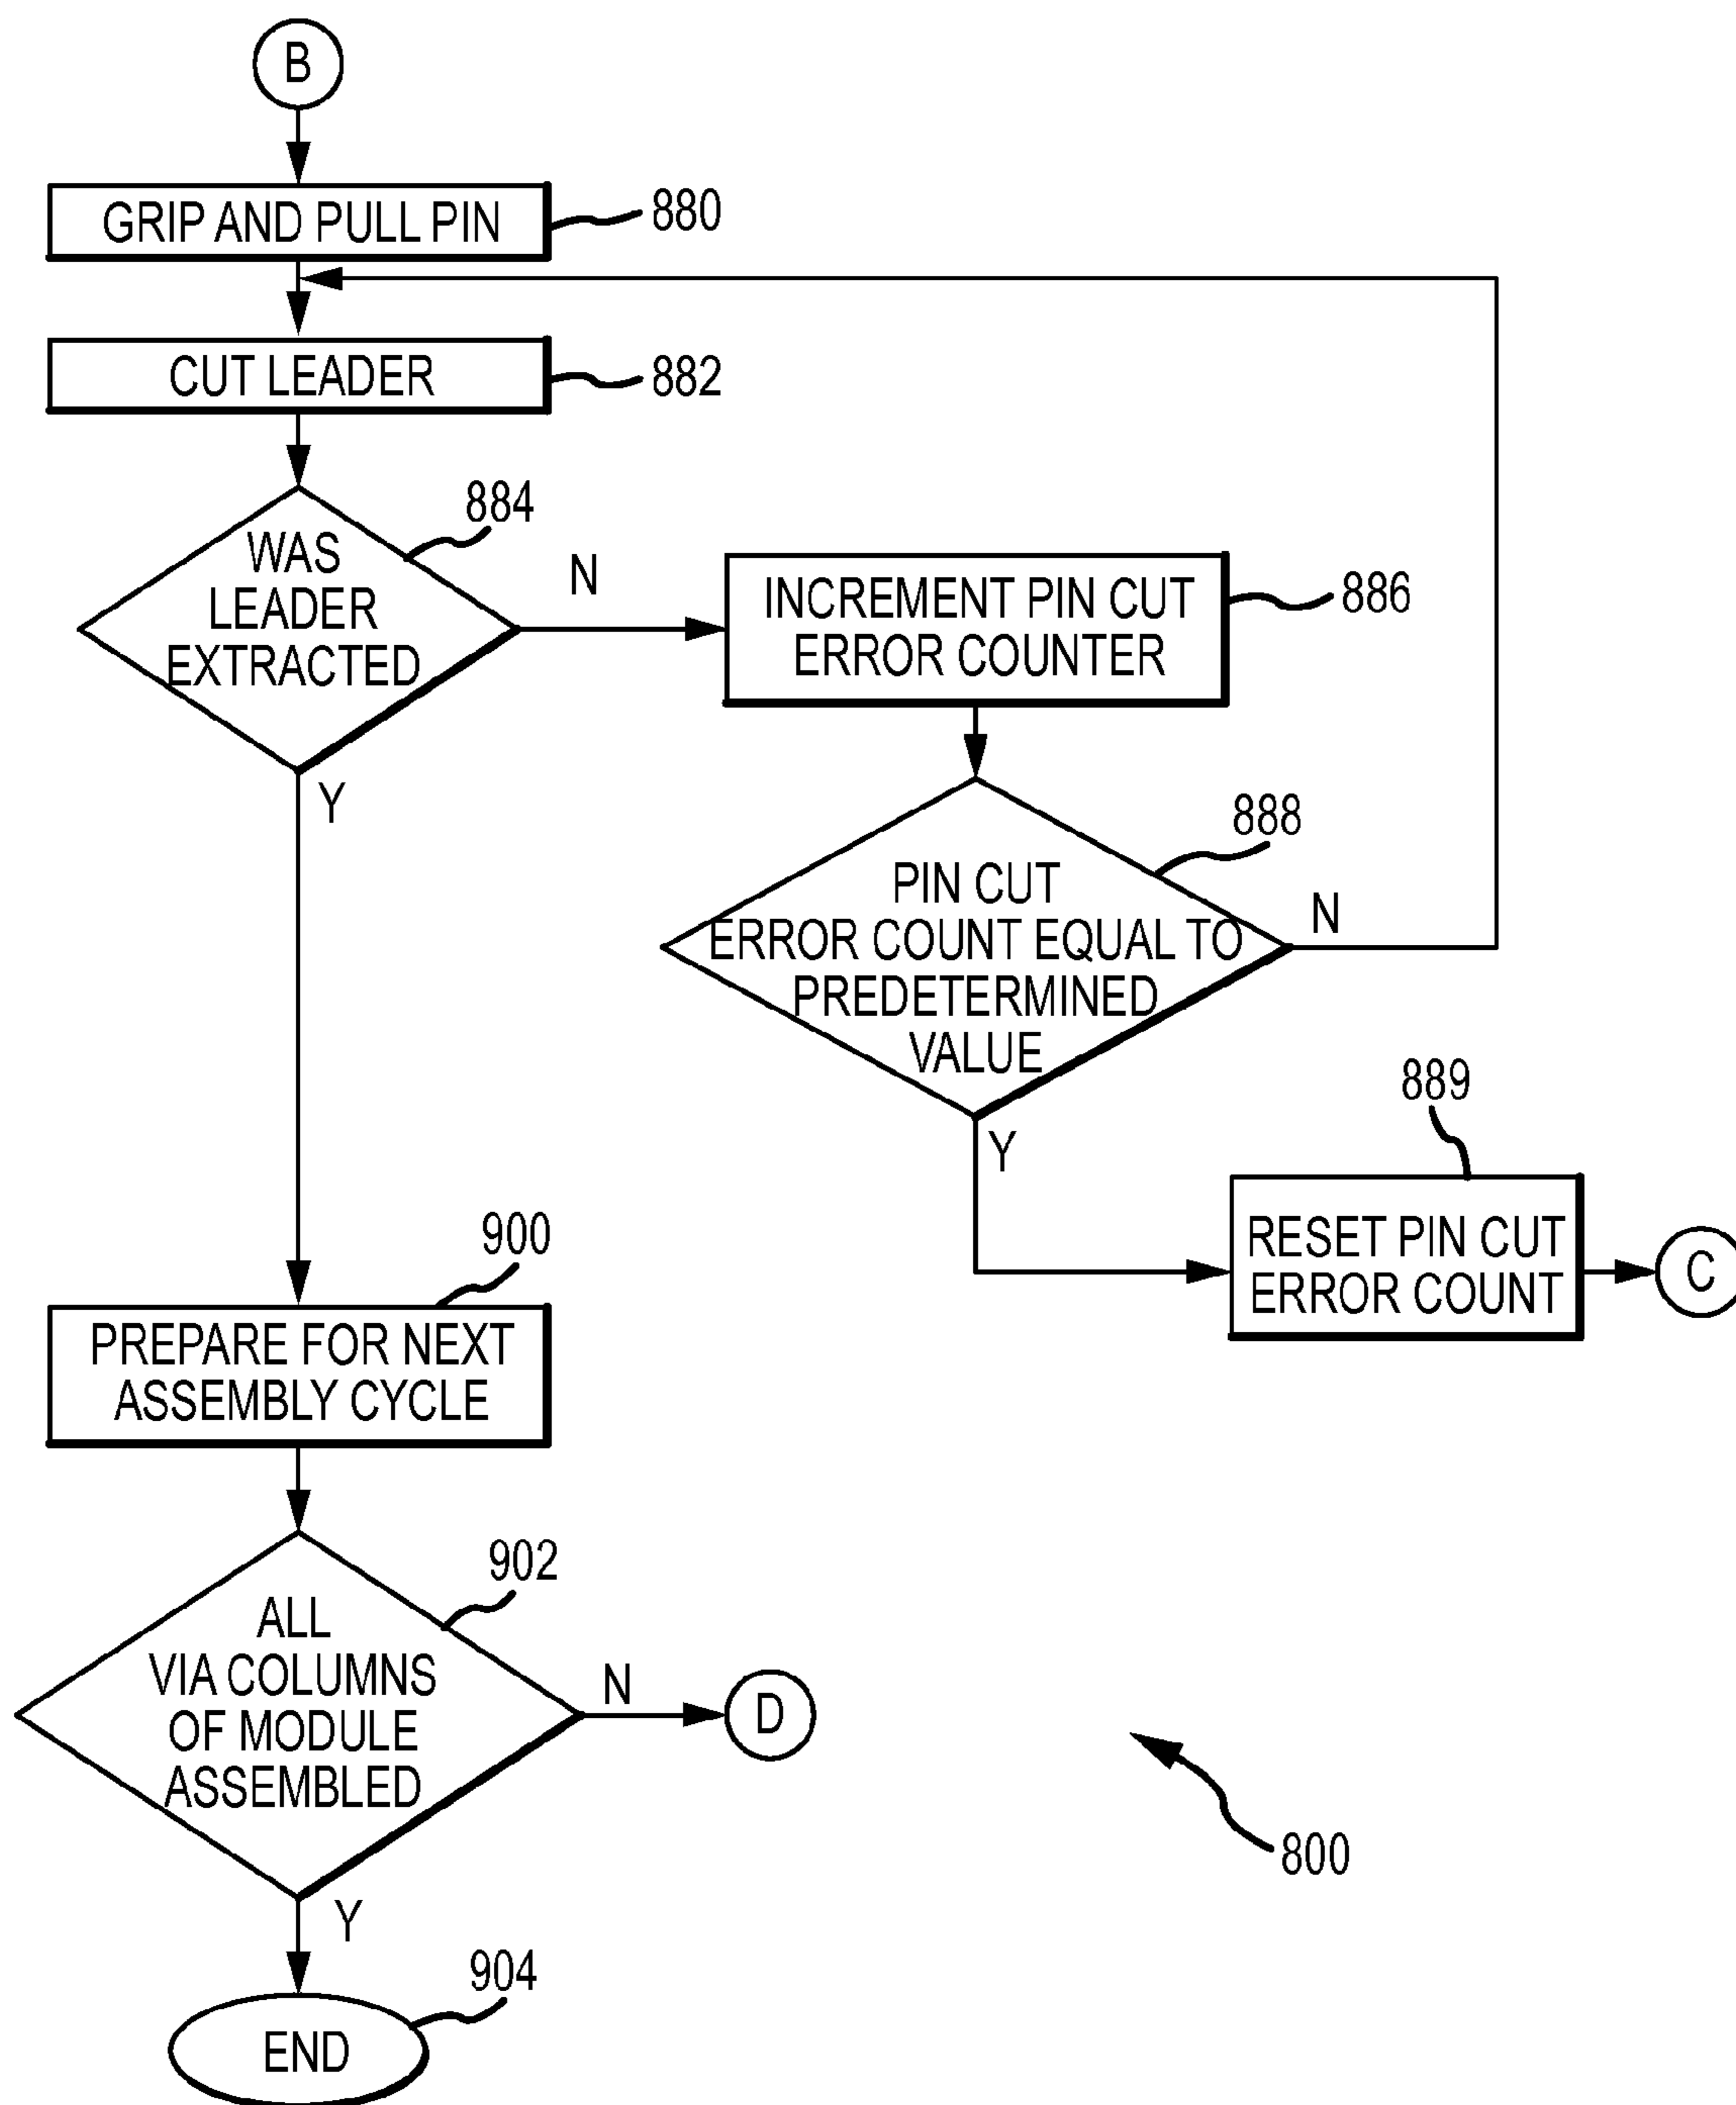 B
GRIP AND PULL PIN
880
CUT LEADER
882
884
WAS
LEADER
EXTRACTED
N
Y
INCREMENT PIN CUT
ERROR COUNTER
886
888
PIN CUT
ERROR COUNT EQUAL TO
PREDETERMINED
VALUE
N
Y
889
RESET PIN CUT
ERROR COUNT
C
900
PREPARE FOR NEXT
ASSEMBLY CYCLE
902
ALL
VIA COLUMNS
OF MODULE
ASSEMBLED
N
D
Y
800
904
END